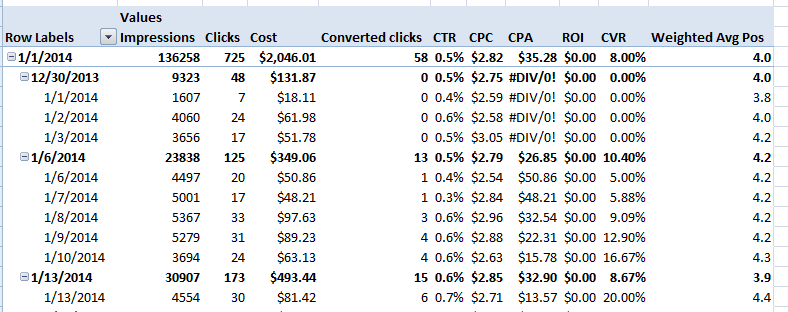 Values
Row Labels Impressions Clicks Cost Converted clicks CTR CPC CPA ROI CVR Weighted Avg Pos
1/1/2014 136258 725 $2,046.01 58 0.5% $2.82 $35.28 $0.00 8.00% 4.0
12/30/2013 9323 48 $131.87 0 0.5% $2.75 #DIV/0! $0.00 0.00% 4.0
1/1/2014 1607 7 $18.11 0 0.4% $2.59 #DIV/0! $0.00 0.00% 3.8
1/2/2014 4060 24 $61.98 0 0.6% $2.58 #DIV/0! $0.00 0.00% 4.0
1/3/2014 3656 17 $51.78 0 0.5% $3.05 #DIV/0! $0.00 0.00% 4.2
1/6/2014 23838 125 $349.06 13 0.5% $2.79 $26.85 $0.00 10.40% 4.2
1/6/2014 4497 20 $50.86 1 0.4% $2.54 $50.86 $0.00 5.00% 4.2
1/7/2014 5001 17 $48.21 1 0.3% $2.84 $48.21 $0.00 5.88% 4.2
1/8/2014 5367 33 $97.63 3 0.6% $2.96 $32.54 $0.00 9.09% 4.2
1/9/2014 5279 31 $89.23 4 0.6% $2.88 $22.31 $0.00 12.90% 4.2
1/10/2014 3694 24 $63.13 4 0.6% $2.63 $15.78 $0.00 16.67% 4.3
1/13/2014 30907 173 $493.44 15 0.6% $2.85 $32.90 $0.00 8.67% 3.9
1/13/2014 4554 30 $81.42 6 0.7% $2.71 $13.57 $0.00 20.00% 4.4